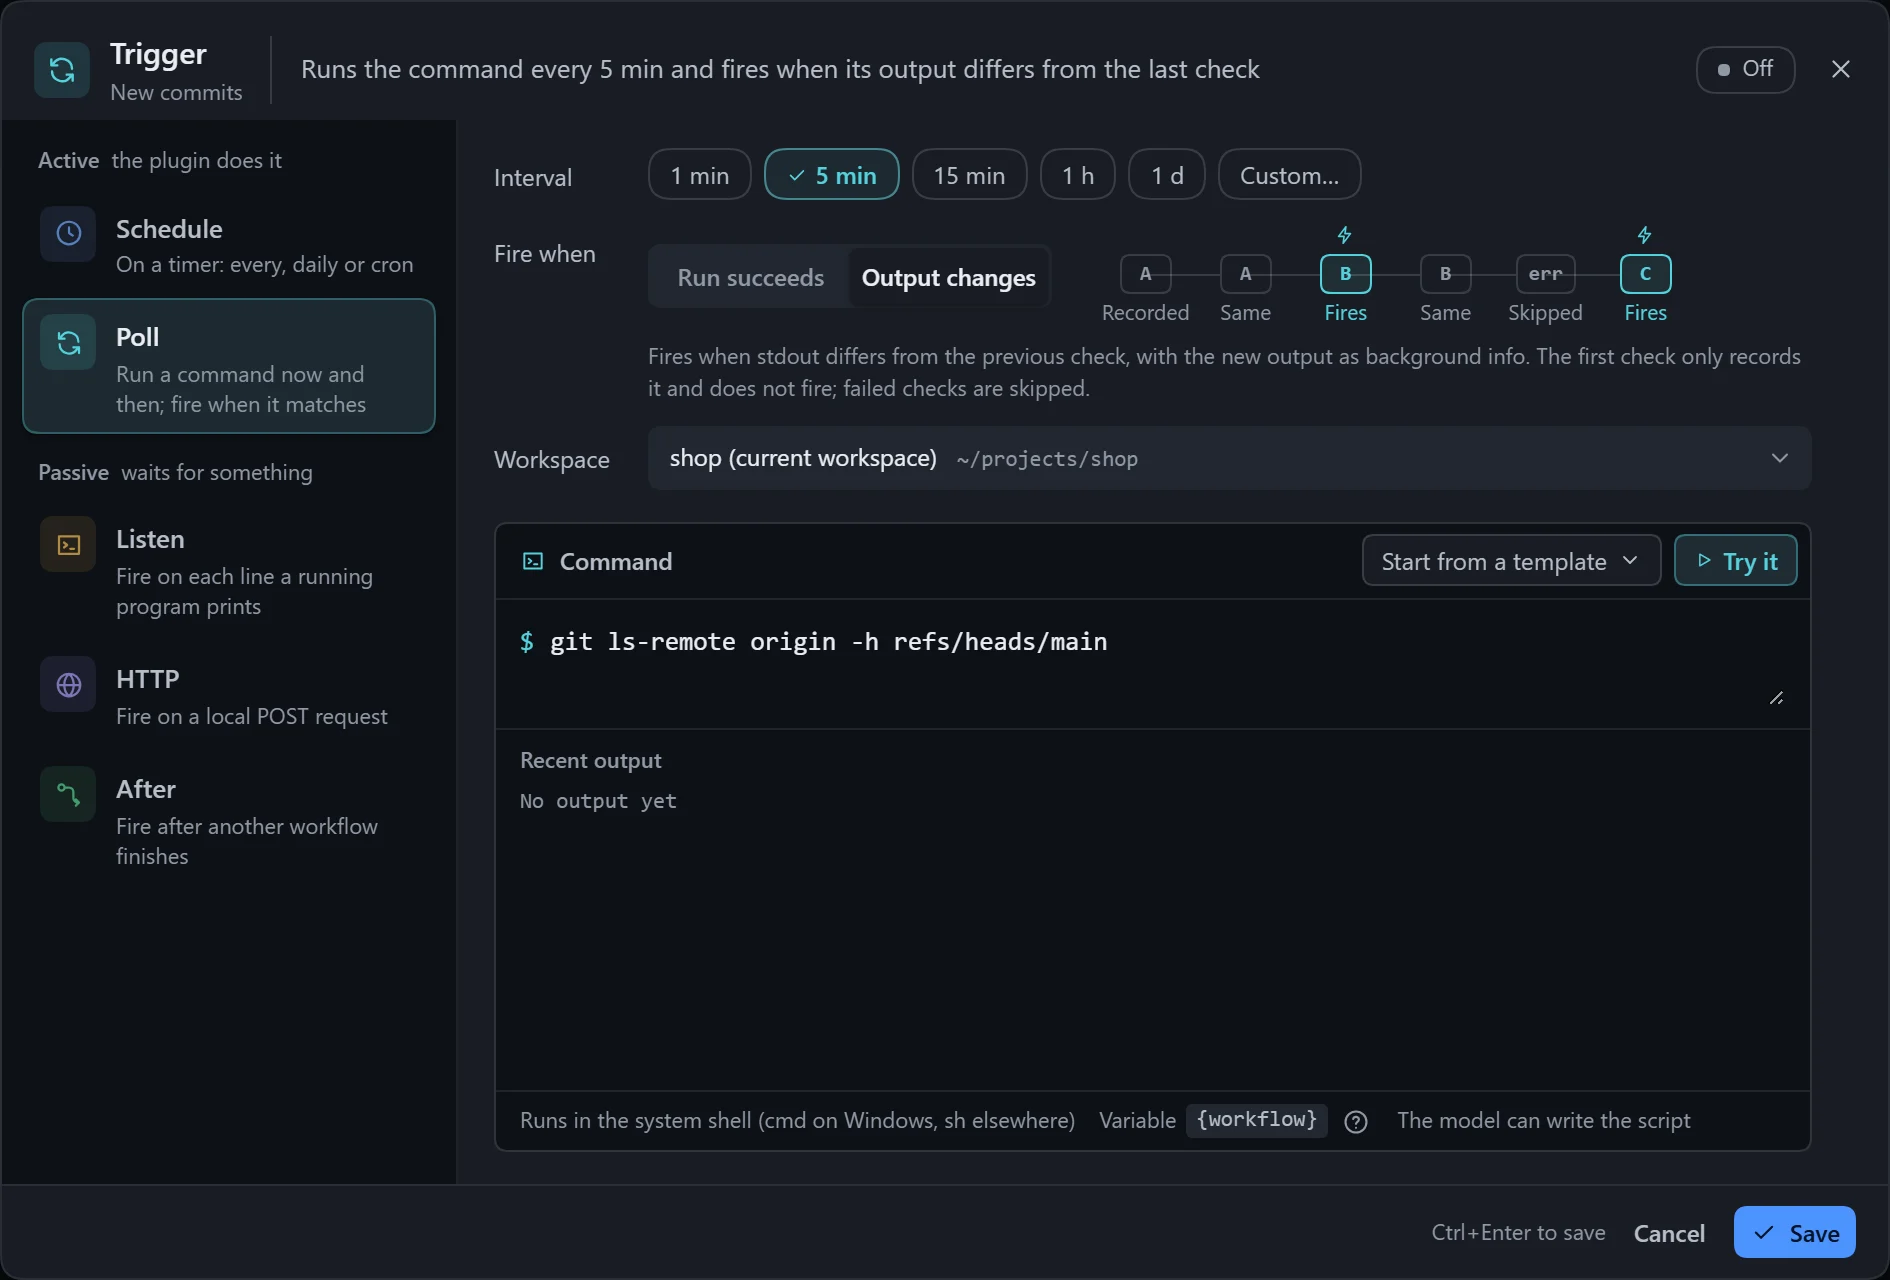 Trigger
New commits
Runs the command every 5 min and fires when its output differs from the last check
Off
Active the plugin does it
Schedule
On a timer: every, daily or cron
Poll
Run a command now and
then; fire when it matches
Passive waits for something
Listen
Fire on each line a running
program prints
HTTP
Fire on a local POST request
After
Fire after another workflow
finishes
Interval
1 min
5 min
15 min
1 h
1 d
Custom...
Fire when
Run succeeds
Output changes
A A B B err C
Recorded Same Fires Same Skipped Fires
Fires when stdout differs from the previous check, with the new output as background info. The first check only records
it and does not fire; failed checks are skipped.
Workspace
shop (current workspace) ~/projects/shop
Command
Start from a template
Try it
$ git ls-remote origin -h refs/heads/main
Recent output
No output yet
Runs in the system shell (cmd on Windows, sh elsewhere) Variable {workflow} The model can write the script
Ctrl+Enter to save
Cancel
Save